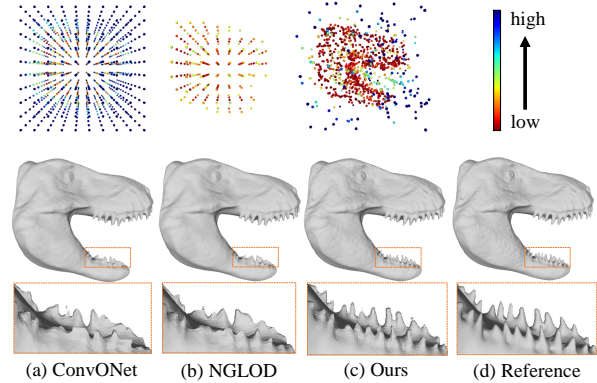 high
low
(a) ConvONet
(b) NGLOD
(c) Ours
(d) Reference